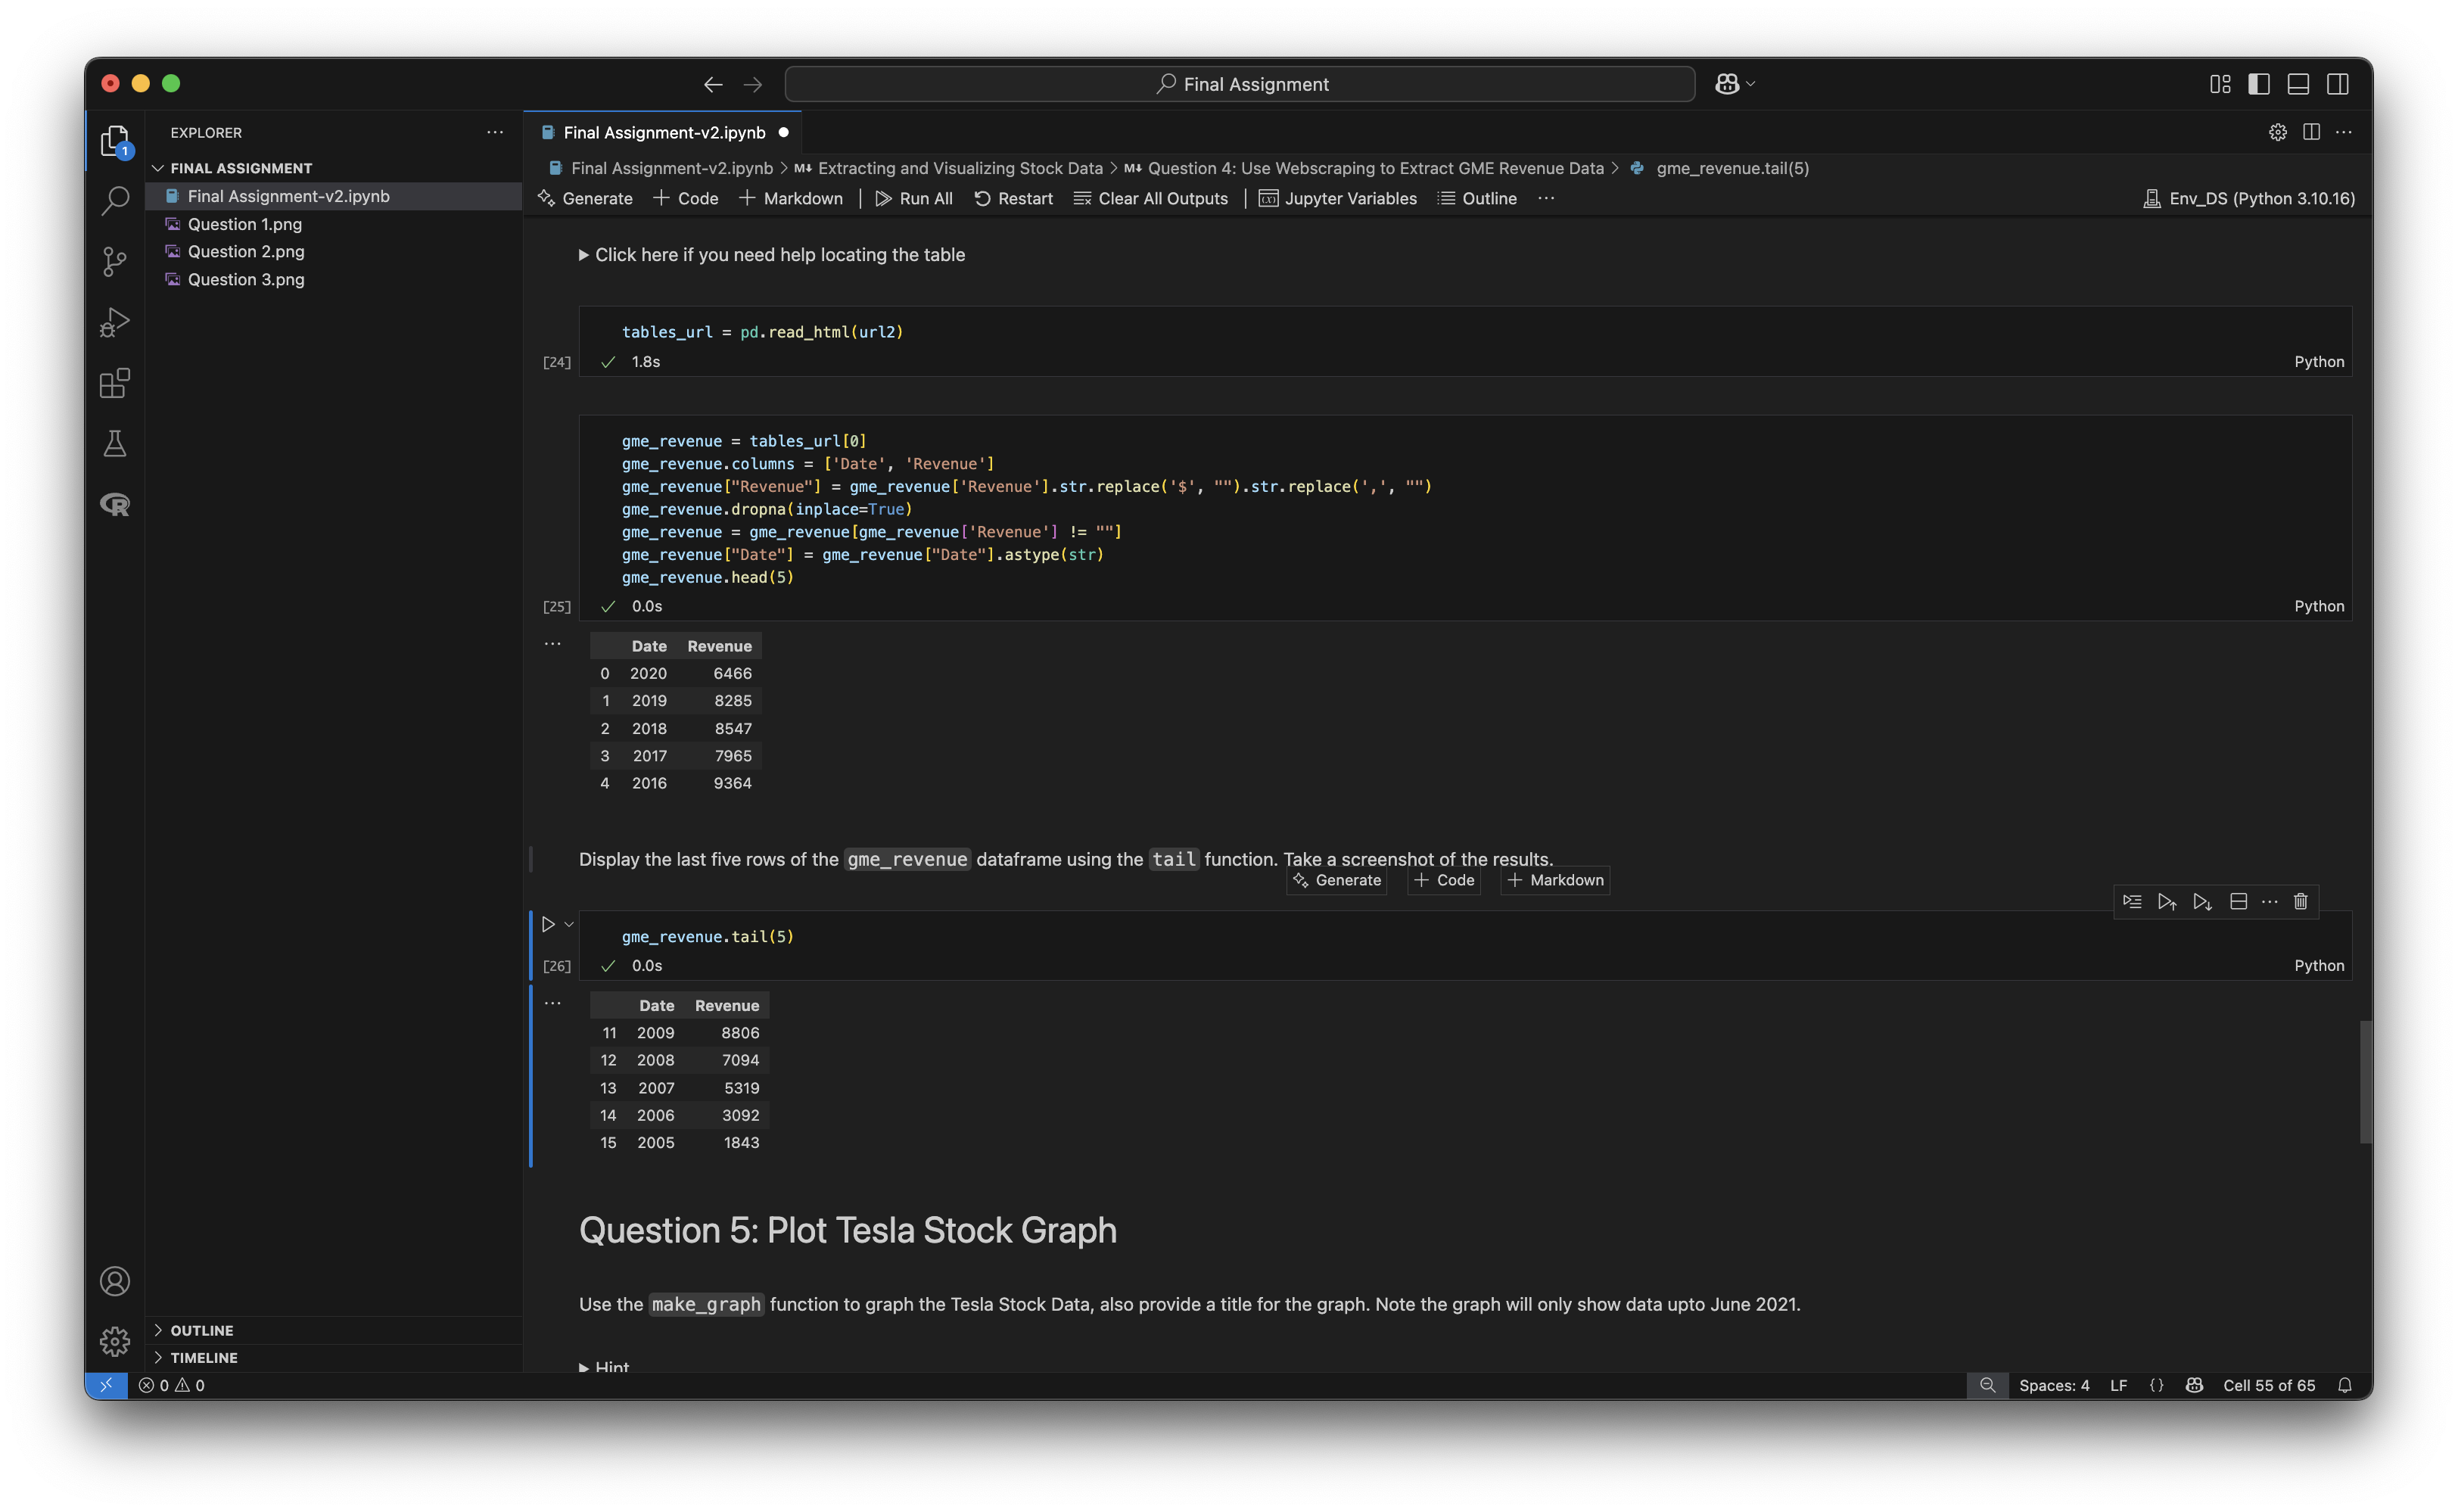 Final Assignment
EXPLORER
FINAL ASSIGNMENT
Final Assignment-v2.ipynb
Question 1.png
Question 2.png
Question 3.png
OUTLINE
TIMELINE
1
Final Assignment-v2.ipynb
Final Assignment-v2.ipynb > M↓ Extracting and Visualizing Stock Data > M↓ Question 4: Use Webscraping to Extract GME Revenue Data > gme_revenue.tail(5)
Generate + Code + Markdown | Run All Restart Clear All Outputs | Jupyter Variables Outline ... Env_DS (Python 3.10.16)
Click here if you need help locating the table
tables_url = pd.read_html(url2)
[24] ✓ 1.8s Python
gme_revenue = tables_url[0]
gme_revenue.columns = ['Date', 'Revenue']
gme_revenue["Revenue"] = gme_revenue['Revenue'].str.replace('$', "").str.replace(',', "")
gme_revenue.dropna(inplace=True)
gme_revenue = gme_revenue[gme_revenue['Revenue'] != ""]
gme_revenue["Date"] = gme_revenue["Date"].astype(str)
gme_revenue.head(5)
[25] ✓ 0.0s Python
Date Revenue
0 2020 6466
1 2019 8285
2 2018 8547
3 2017 7965
4 2016 9364
Display the last five rows of the gme_revenue dataframe using the tail function. Take a screenshot of the results.
Generate + Code + Markdown
gme_revenue.tail(5)
[26] ✓ 0.0s Python
Date Revenue
11 2009 8806
12 2008 7094
13 2007 5319
14 2006 3092
15 2005 1843
Question 5: Plot Tesla Stock Graph
Use the make_graph function to graph the Tesla Stock Data, also provide a title for the graph. Note the graph will only show data upto June 2021.
Hint
0 0 Spaces: 4 LF {} Cell 55 of 65